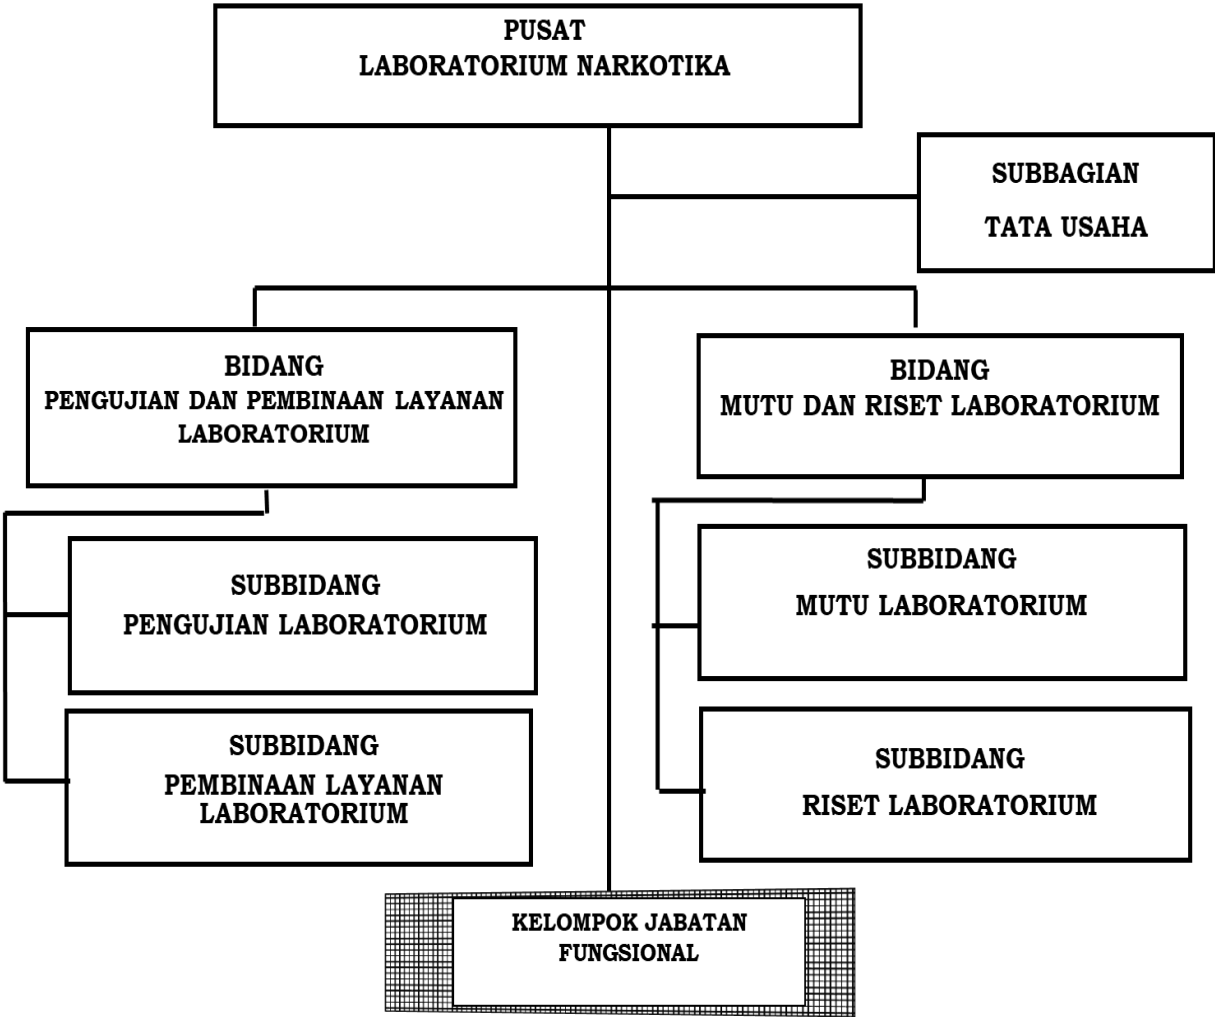 PUSAT
LABORATORIUM NARKOTIKA
SUBBAGIAN
TATA USAHA
BIDANG
PENGUJIAN DAN PEMBINAAN LAYANAN
LABORATORIUM
BIDANG
MUTU DAN RISET LABORATORIUM
SUBBIDANG
PENGUJIAN LABORATORIUM
SUBBIDANG
MUTU LABORATORIUM
SUBBIDANG
PEMBINAAN LAYANAN
LABORATORIUM
SUBBIDANG
RISET LABORATORIUM
KELOMPOK JABATAN
FUNGSIONAL